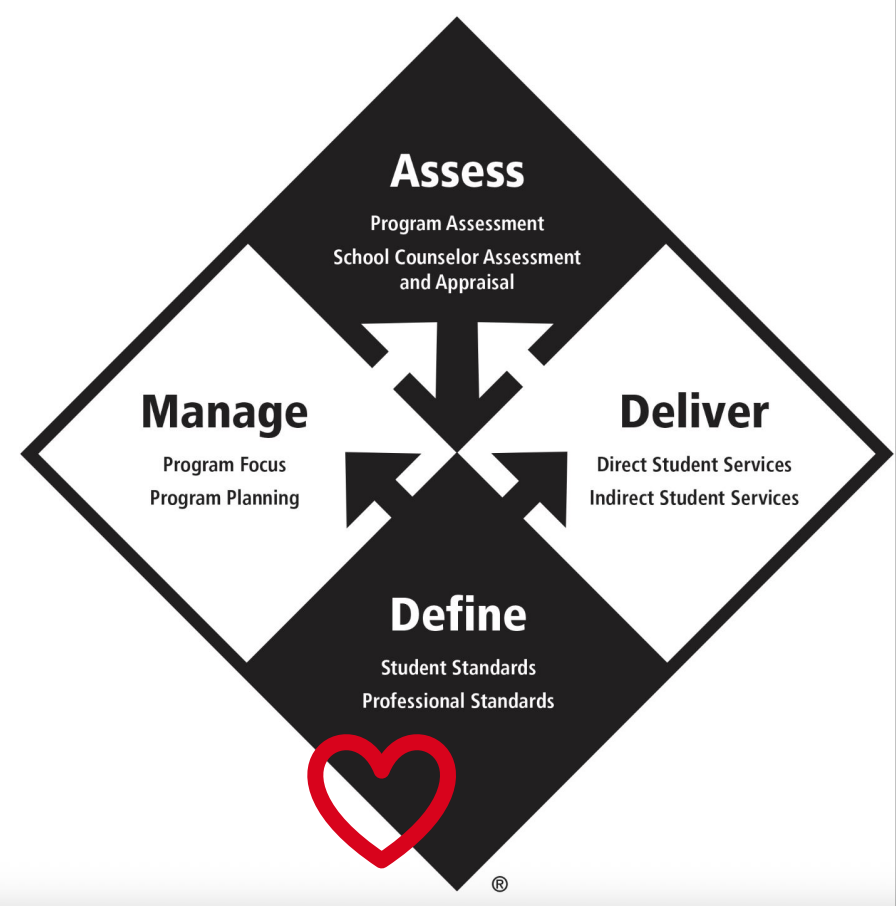 Assess
Program Assessment
School Counselor Assessment
and Appraisal
Manage
Program Focus
Program Planning
Deliver
Direct Student Services
Indirect Student Services
Define
Student Standards
Professional Standards
®